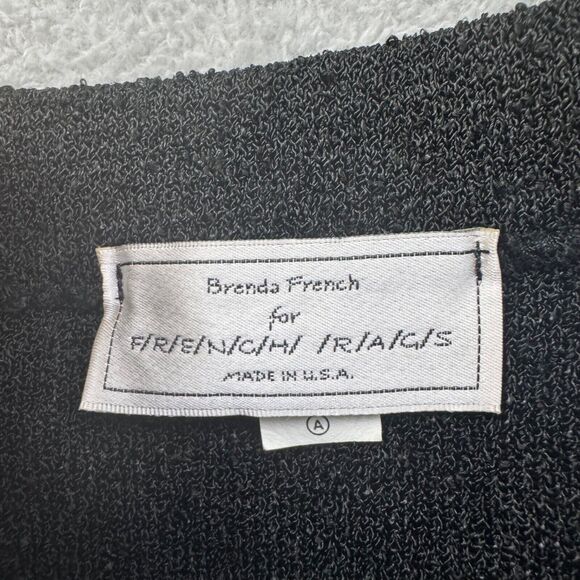 Brenda French
for
F/R/E/N/C/H/ /R/A/G/S
MADE IN U.S.A.
A